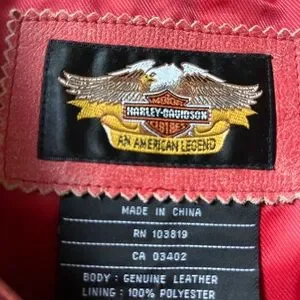 MOTOR
HARLEY-DAVIDSON
CYCLES
AN AMERICAN LEGEND
MADE IN CHINA
RN 103819
CA 03402
BODY: GENUINE LEATHER
LINING: 100% POLYESTER